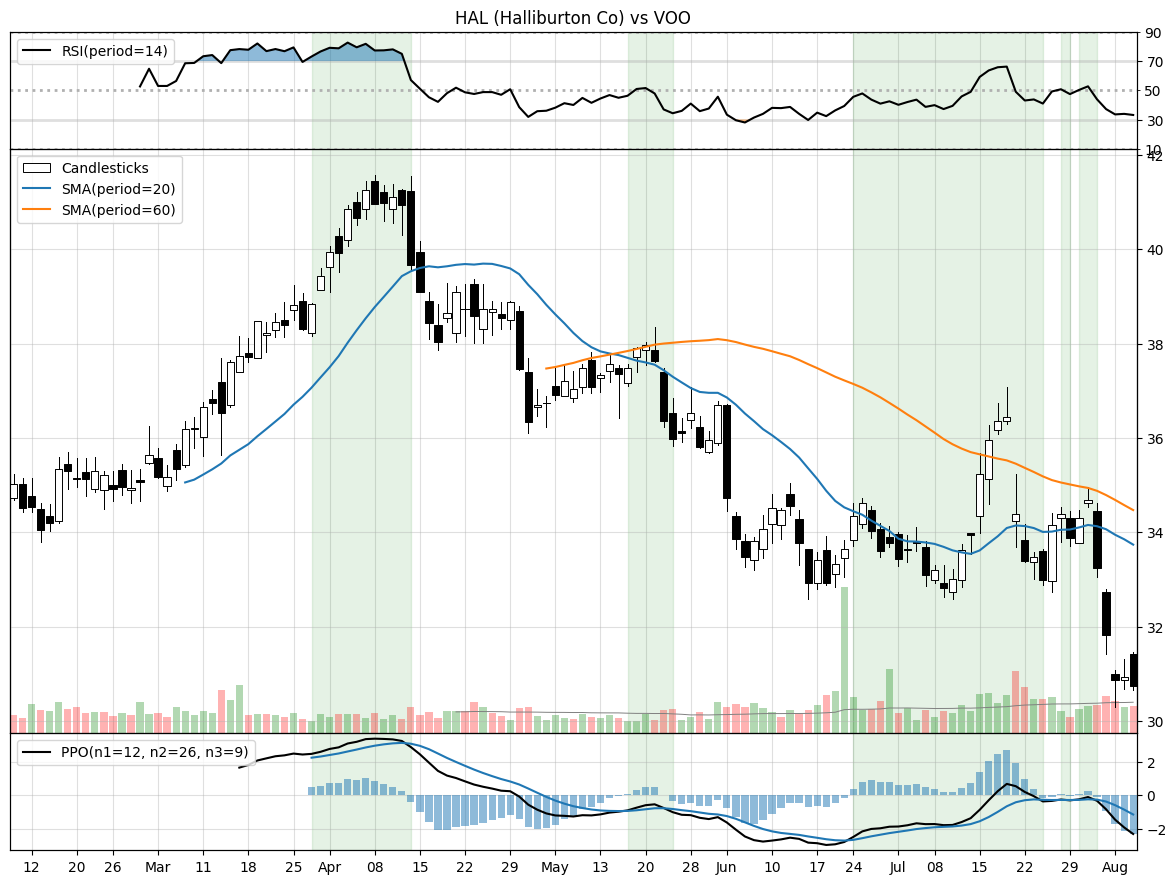 HAL (Halliburton Co) vs VOO
RSI(period=14)
90
70
50
30
10
Candlesticks
SMA(period=20)
SMA(period=60)
42
40
38
36
34
32
30
PPO(n1=12, n2=26, n3=9)
2
0
−2
12 20 26 Mar 11 18 25 Apr 08 15 22 29 May 13 20 28 Jun 10 17 24 Jul 08 15 22 29 Aug